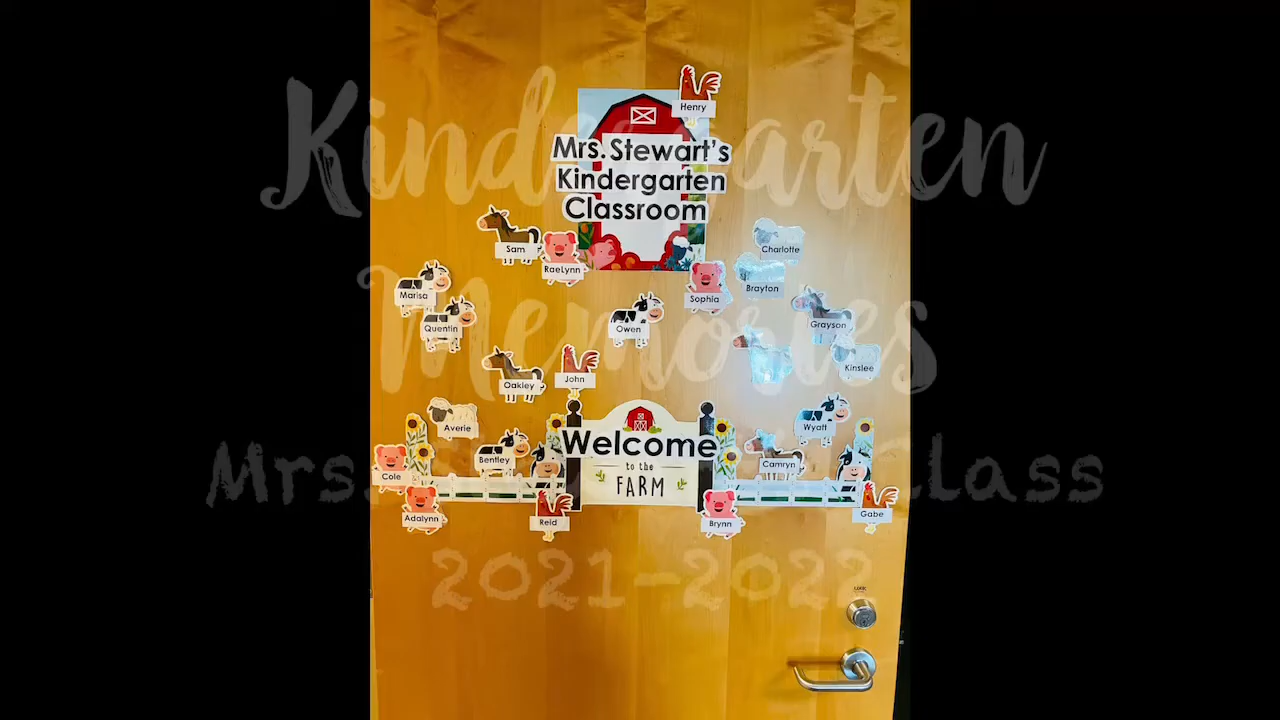 Kindergarten
Memories
Mrs. Class
2021-2022
Henry
Mrs. Stewart's
Kindergarten
Classroom
Sam
RaeLynn
Charlotte
Marisa
Sophia
Brayton
Quentin
Owen
Grayson
Oakley
John
Kinslee
Averie
Wyatt
Welcome
to the
FARM
Bentley
Camryn
Cole
Adalynn
Reid
Brynn
Gabe